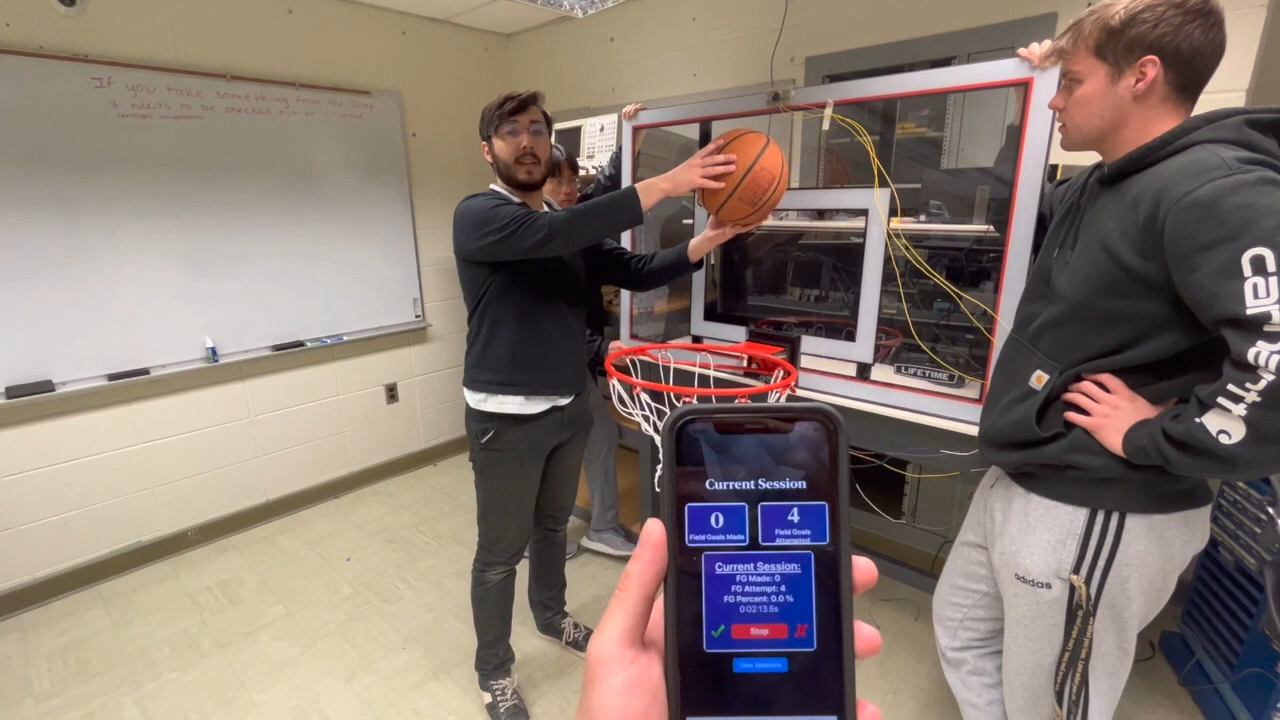 If you take something from the shop
it needs to be checked out or
LIFETIME
carhartt
adidas
Current Session
0
Field Goals Made
4
Field Goals
Attempted
Current Session:
FG Made: 0
FG Attempt: 4
FG Percent: 0.0 %
0:02:13.6s
Stop
View Sessions